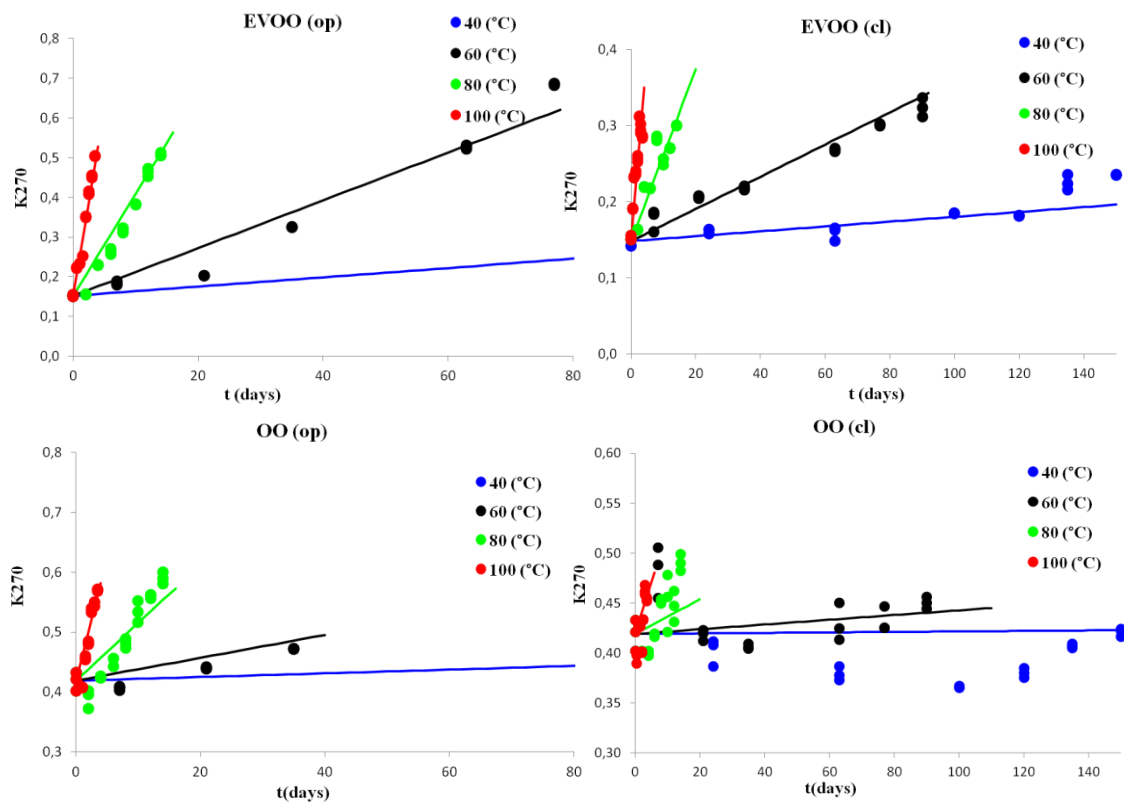 EVOO (op)
0,8
0,7
0,6
0,5
0,4
0,3
0,2
0,1
0,0
K270
0
20
40
60
80
t (days)
40 (°C)
60 (°C)
80 (°C)
100 (°C)
EVOO (cl)
0,4
0,3
0,2
0,1
0,0
K270
0
20
40
60
80
100
120
140
t (days)
40 (°C)
60 (°C)
80 (°C)
100 (°C)
OO (op)
0,8
0,7
0,6
0,5
0,4
0,3
K270
0
20
40
60
80
t(days)
40 (°C)
60 (°C)
80 (°C)
100 (°C)
OO (cl)
0,60
0,55
0,50
0,45
0,40
0,35
0,30
K270
0
20
40
60
80
100
120
140
t(days)
40 (°C)
60 (°C)
80 (°C)
100 (°C)